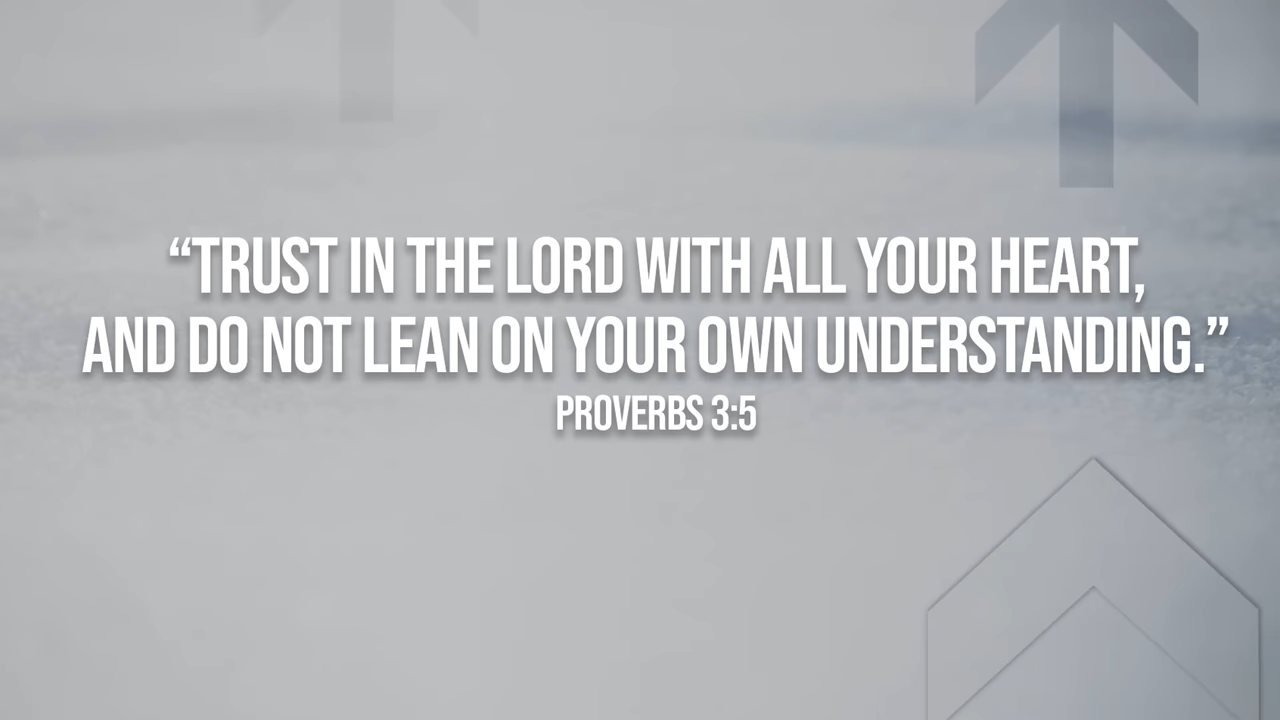 “TRUST IN THE LORD WITH ALL YOUR HEART,
AND DO NOT LEAN ON YOUR OWN UNDERSTANDING.”
PROVERBS 3:5